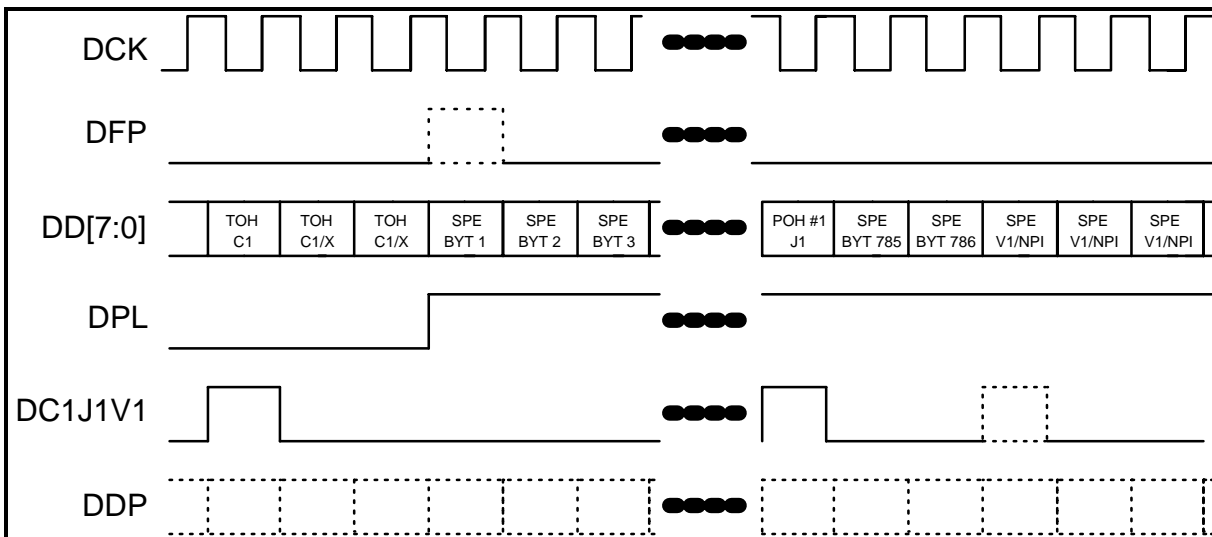 DCK
DFP
DD[7:0]
TOH C1
TOH C1/X
TOH C1/X
SPE BYT 1
SPE BYT 2
SPE BYT 3
POH #1 J1
SPE BYT 785
SPE BYT 786
SPE V1/NPI
SPE V1/NPI
SPE V1/NPI
DPL
DC1J1V1
DDP